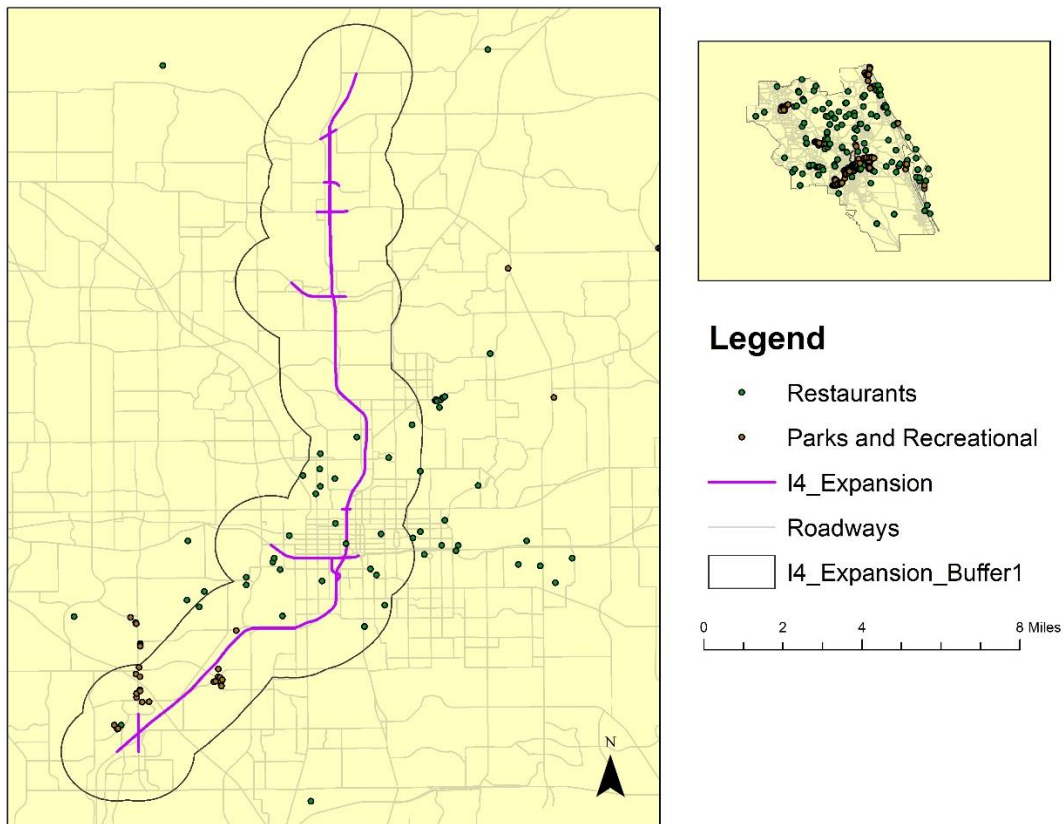 Legend
Restaurants
Parks and Recreational
I4_Expansion
Roadways
I4_Expansion_Buffer1
0 2 4 8 Miles
N